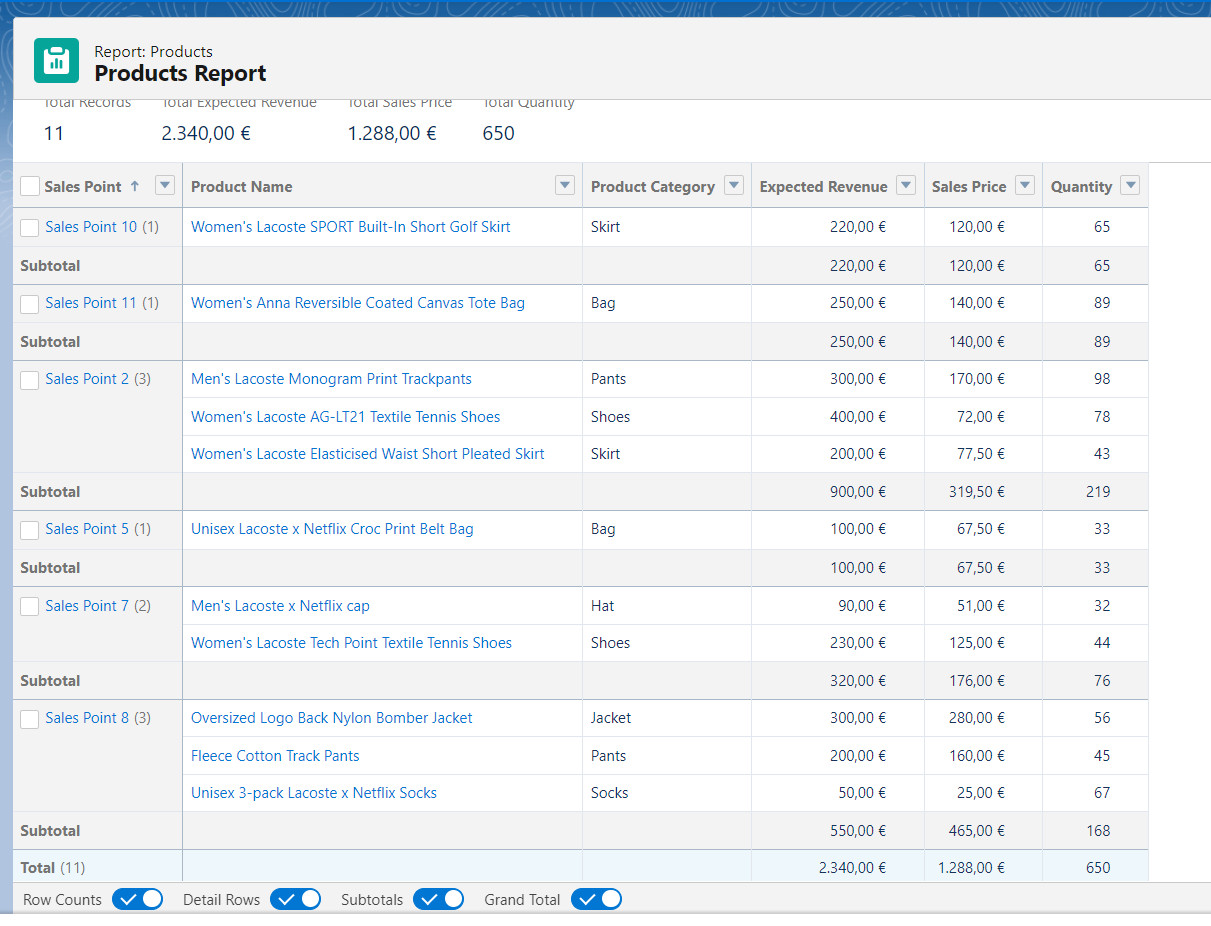 Report: Products
Products Report
Total Records Total Expected Revenue Total Sales Price Total Quantity
11 2.340,00 € 1.288,00 € 650
Sales Point ↑ Product Name Product Category Expected Revenue Sales Price Quantity
Sales Point 10 (1) Women's Lacoste SPORT Built-In Short Golf Skirt Skirt 220,00 € 120,00 € 65
Subtotal 220,00 € 120,00 € 65
Sales Point 11 (1) Women's Anna Reversible Coated Canvas Tote Bag Bag 250,00 € 140,00 € 89
Subtotal 250,00 € 140,00 € 89
Sales Point 2 (3) Men's Lacoste Monogram Print Trackpants Pants 300,00 € 170,00 € 98
Women's Lacoste AG-LT21 Textile Tennis Shoes Shoes 400,00 € 72,00 € 78
Women's Lacoste Elasticised Waist Short Pleated Skirt Skirt 200,00 € 77,50 € 43
Subtotal 900,00 € 319,50 € 219
Sales Point 5 (1) Unisex Lacoste x Netflix Croc Print Belt Bag Bag 100,00 € 67,50 € 33
Subtotal 100,00 € 67,50 € 33
Sales Point 7 (2) Men's Lacoste x Netflix cap Hat 90,00 € 51,00 € 32
Women's Lacoste Tech Point Textile Tennis Shoes Shoes 230,00 € 125,00 € 44
Subtotal 320,00 € 176,00 € 76
Sales Point 8 (3) Oversized Logo Back Nylon Bomber Jacket Jacket 300,00 € 280,00 € 56
Fleece Cotton Track Pants Pants 200,00 € 160,00 € 45
Unisex 3-pack Lacoste x Netflix Socks Socks 50,00 € 25,00 € 67
Subtotal 550,00 € 465,00 € 168
Total (11) 2.340,00 € 1.288,00 € 650
Row Counts Detail Rows Subtotals Grand Total